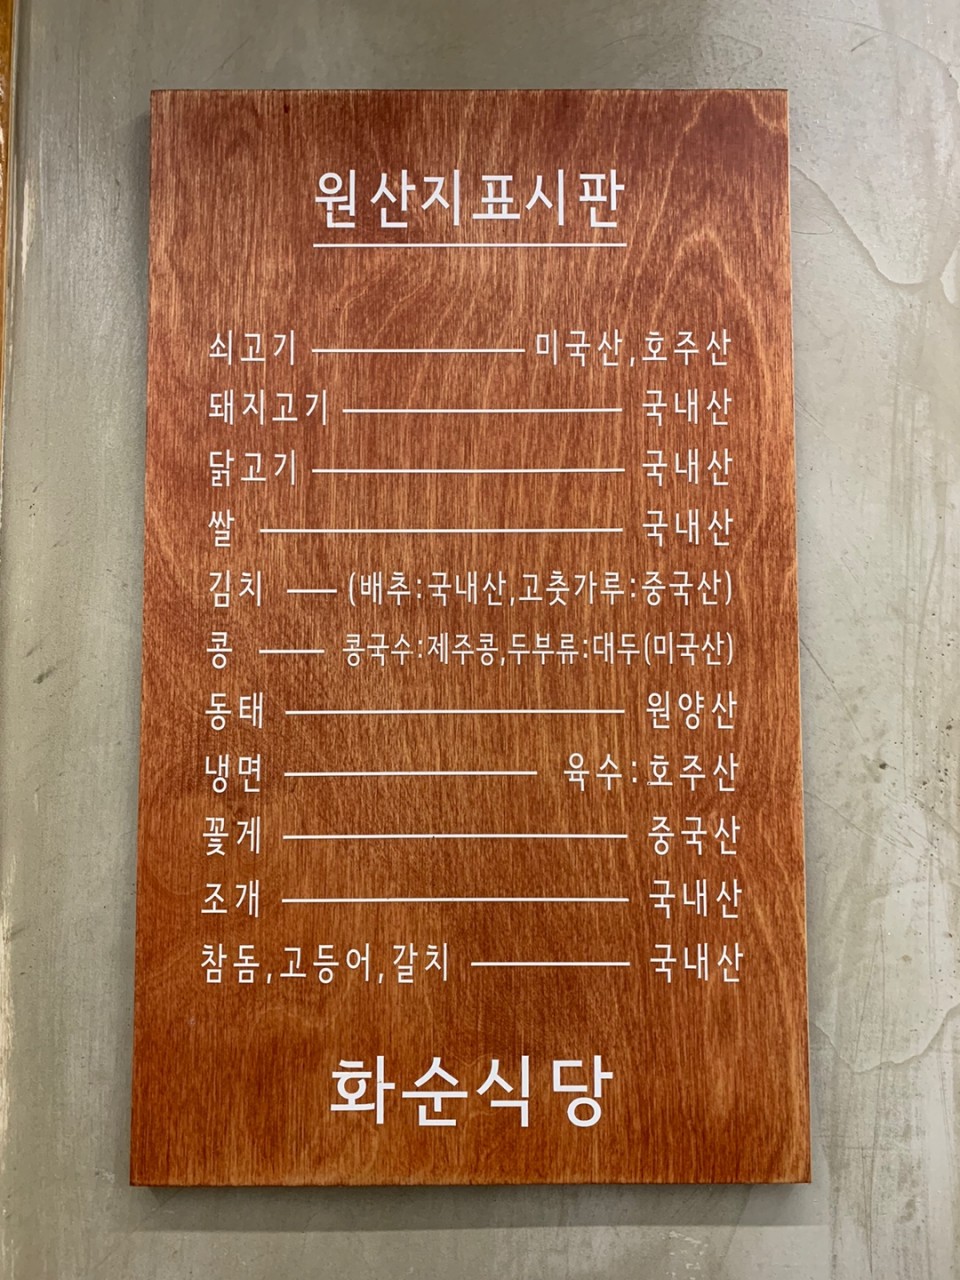 원산지표시판
쇠고기 미국산,호주산
돼지고기 국내산
닭고기 국내산
쌀 국내산
김치 (배추:국내산,고춧가루:중국산)
콩 콩국수:제주콩,두부류:대두(미국산)
동태 원양산
냉면 육수:호주산
꽃게 중국산
조개 국내산
참돔,고등어,갈치 국내산
화순식당